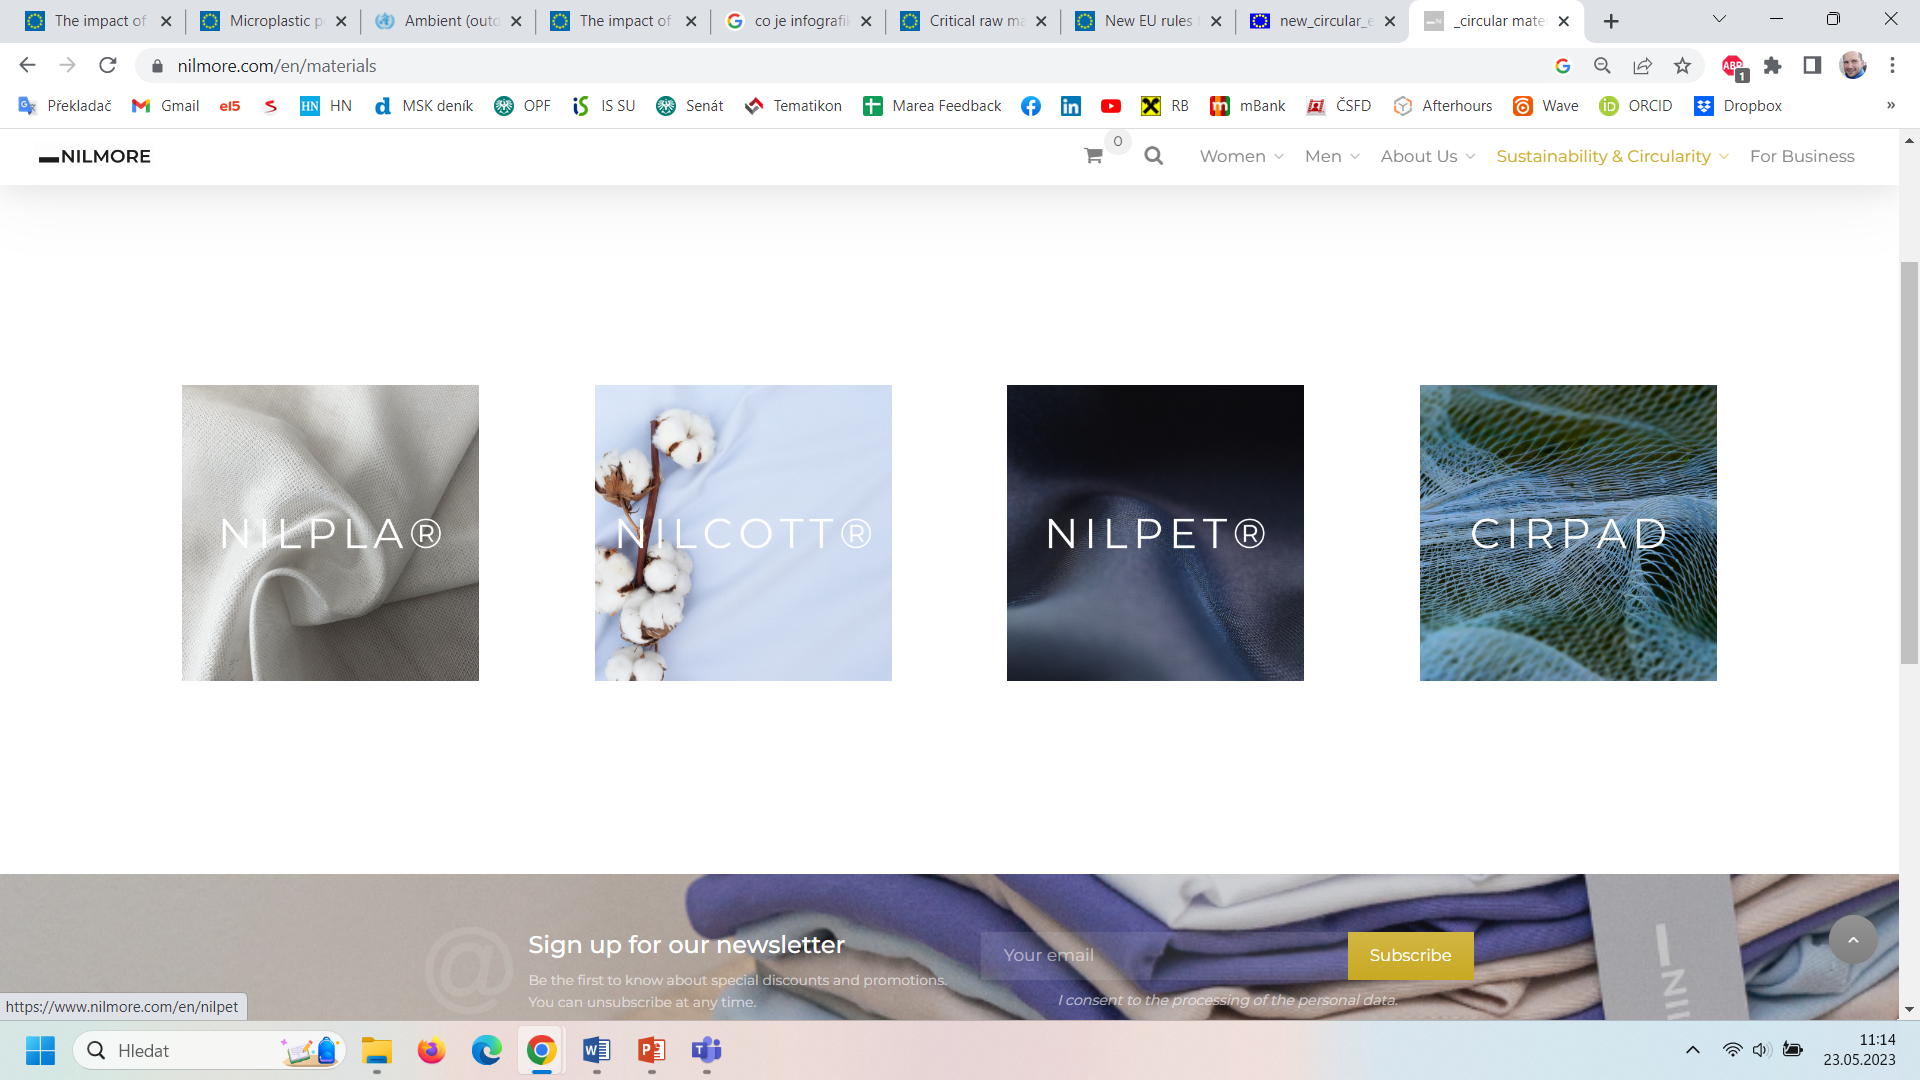 The impact of
Microplastic p
Ambient (outd
The impact of
co je infografi
Critical raw ma
New EU rules
new_circular_e
_circular mate
nilmore.com/en/materials
ABP
1
Překladač
Gmail
el5
HN HN
MSK deník
OPF
IS SU
Senát
Tematikon
Marea Feedback
RB
mBank
ČSFD
Afterhours
Wave
ORCID
Dropbox
»
NILMORE
0
Women
Men
About Us
Sustainability & Circularity
For Business
NILPLA®
NILCOTT®
NILPET®
CIRPAD
@
Sign up for our newsletter
Be the first to know about special discounts and promotions.
You can unsubscribe at any time.
Your email
Subscribe
I consent to the processing of the personal data.
https://www.nilmore.com/en/nilpet
Hledat
11:14
23.05.2023